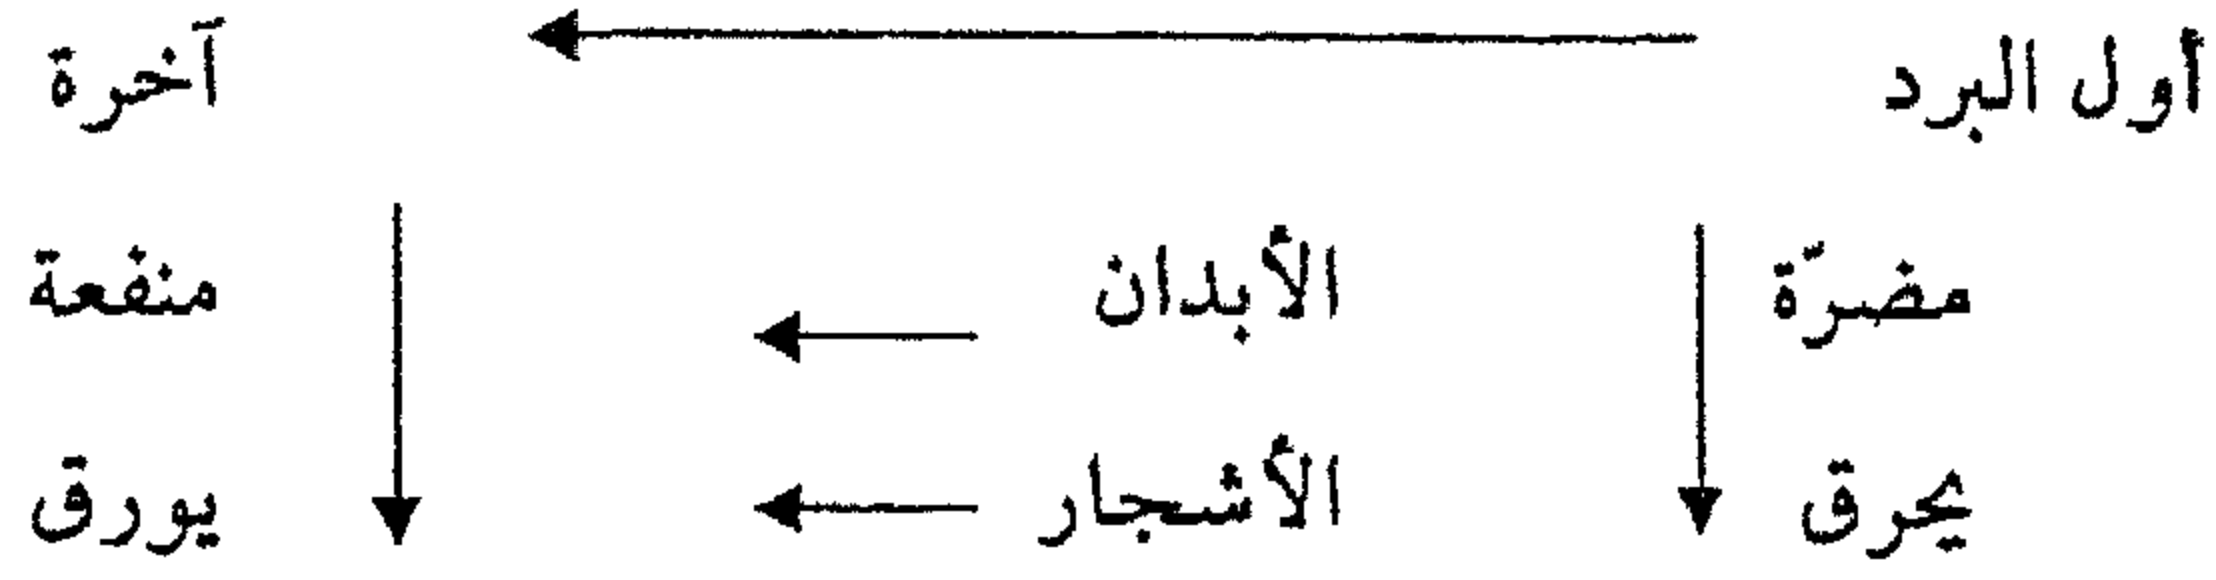 أول البرد آخرة
مضرّة الأبدان منفعة
يحرق الأشجار يورق